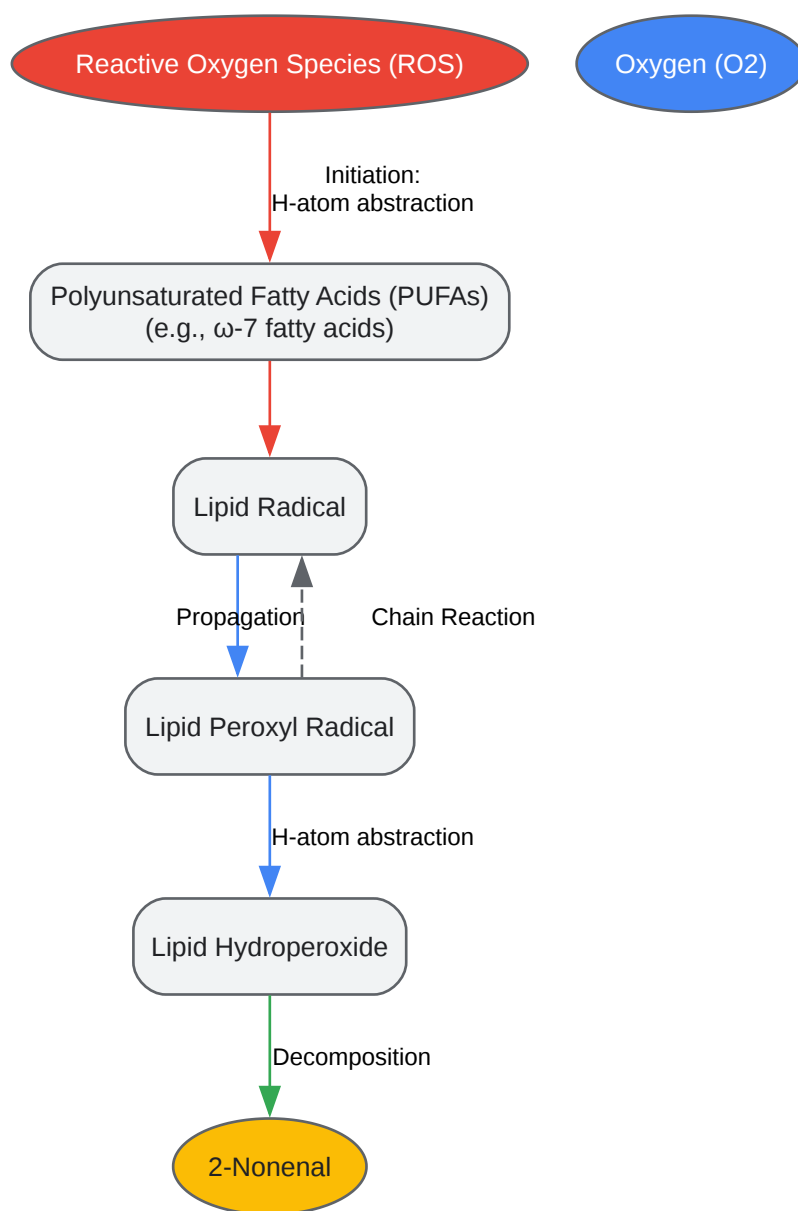 Reactive Oxygen Species (ROS)
Oxygen (O2)
Initiation:
H-atom abstraction
Polyunsaturated Fatty Acids (PUFAs)
(e.g., ω-7 fatty acids)
Lipid Radical
Propagation
Chain Reaction
Lipid Peroxyl Radical
H-atom abstraction
Lipid Hydroperoxide
Decomposition
2-Nonenal